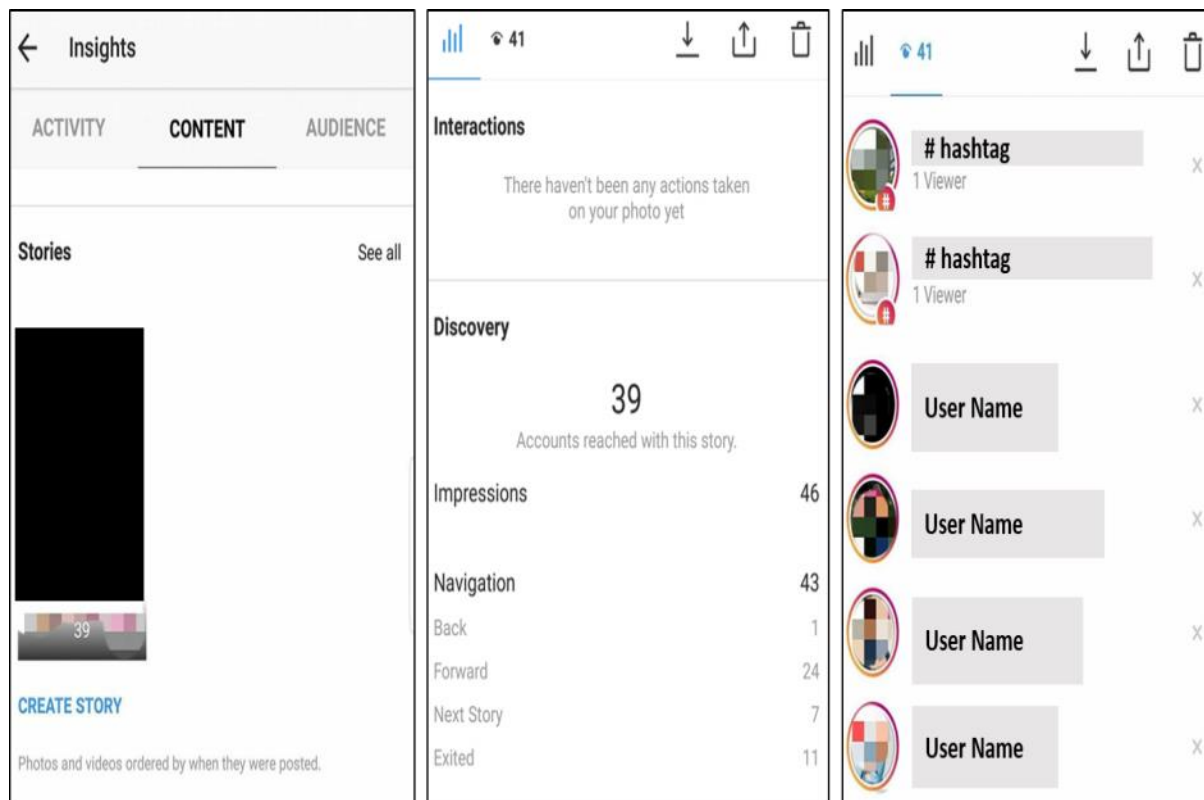 Insights
ACTIVITY CONTENT AUDIENCE
Stories See all
39
CREATE STORY
Photos and videos ordered by when they were posted.
41
Interactions
There haven't been any actions taken
on your photo yet
Discovery
39
Accounts reached with this story.
Impressions 46
Navigation 43
Back 1
Forward 24
Next Story 7
Exited 11
41
# hashtag
1 Viewer
# hashtag
1 Viewer
User Name
User Name
User Name
User Name